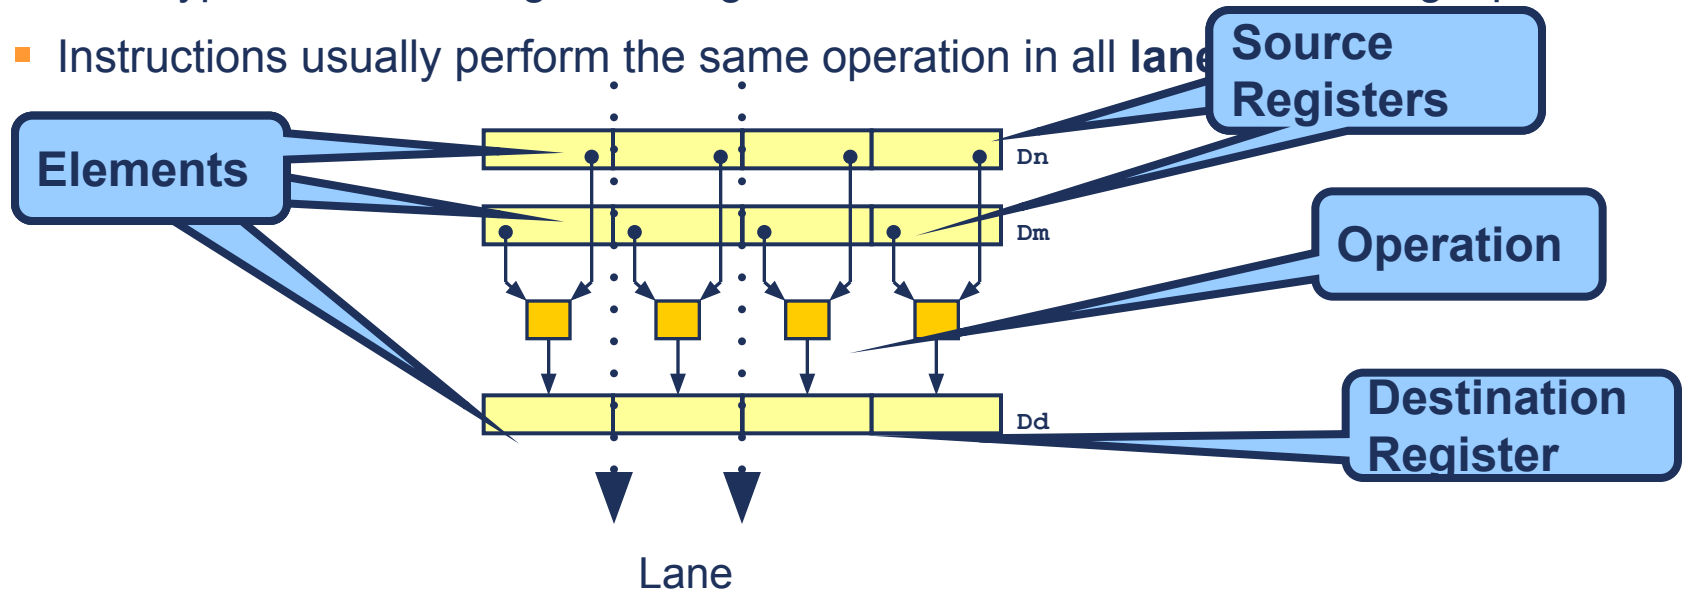 Instructions usually perform the same operation in all lane
Source
Registers
Elements
Dn
Dm
Operation
Dd
Destination
Register
Lane